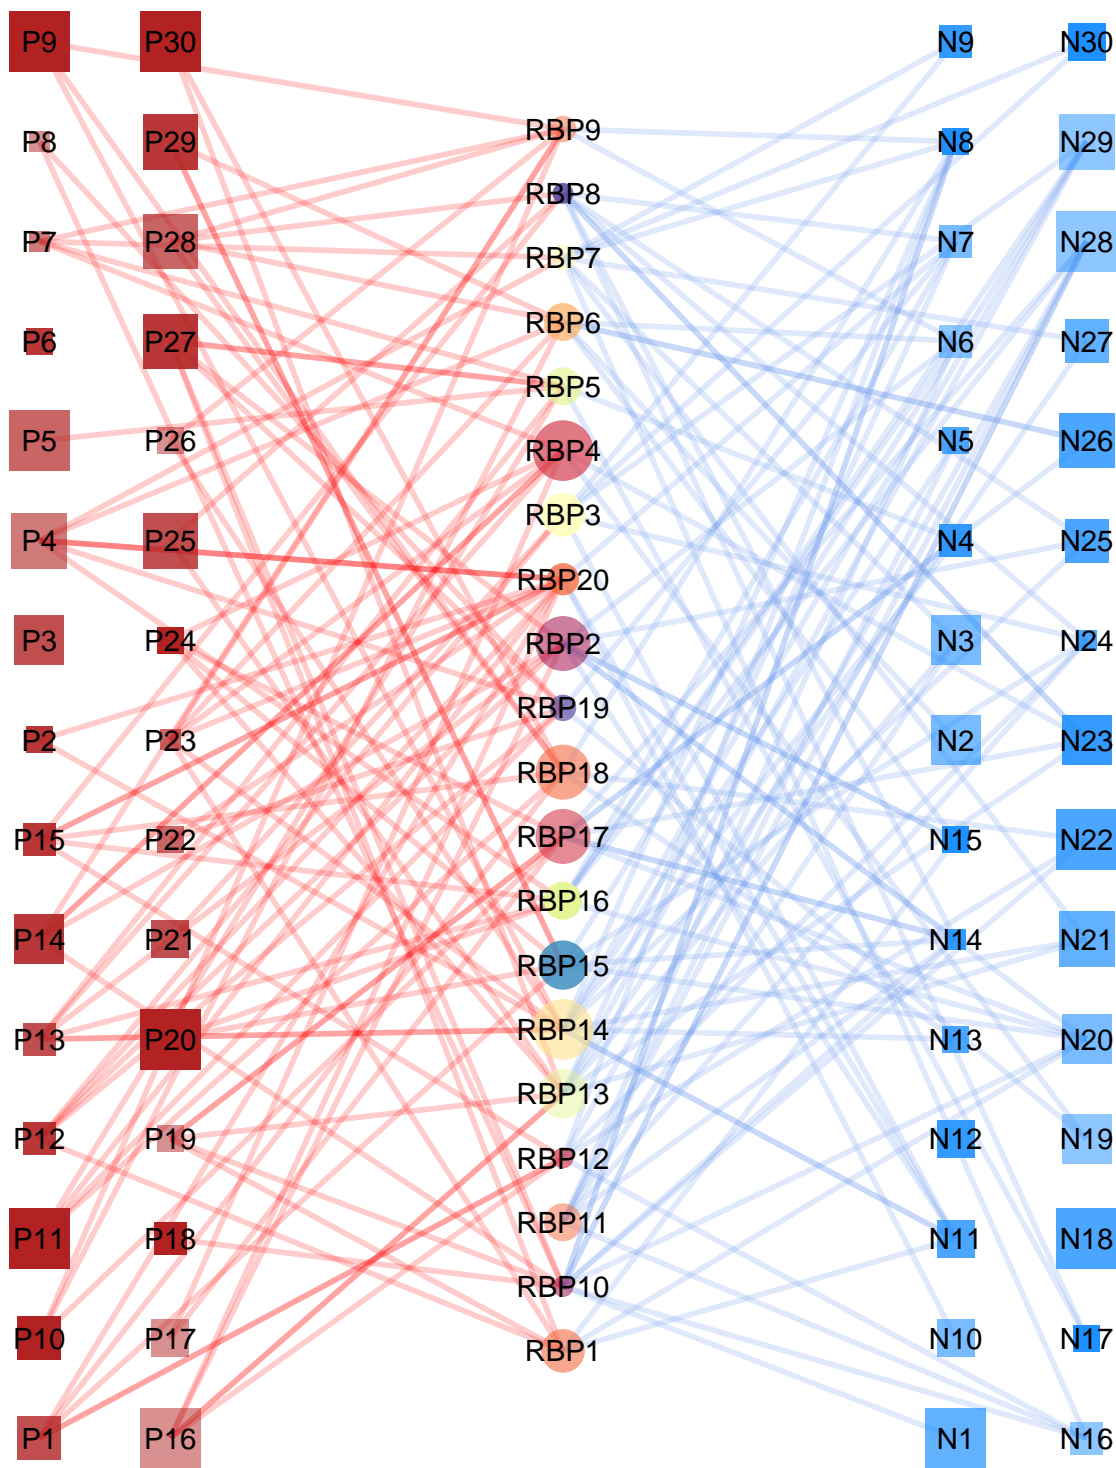 P9 P30 N9 N30
RBP9
P8 P29 N8 N29
RBP8
P7 P28 N7 N28
RBP7
RBP6
P6 P27 N6 N27
RBP5
P5 P26 N5 N26
RBP4
RBP3
P4 P25 N4 N25
RBP20
P3 P24 N3 N24
RBP2
RBP19
P2 P23 N2 N23
RBP18
P15 P22 RBP17 N15 N22
RBP16
P14 P21 N14 N21
RBP15
RBP14
P13 P20 N13 N20
RBP13
P12 P19 N12 N19
RBP12
RBP11
P11 P18 N11 N18
RBP10
P10 P17 N10 N17
RBP1
P1 P16 N1 N16